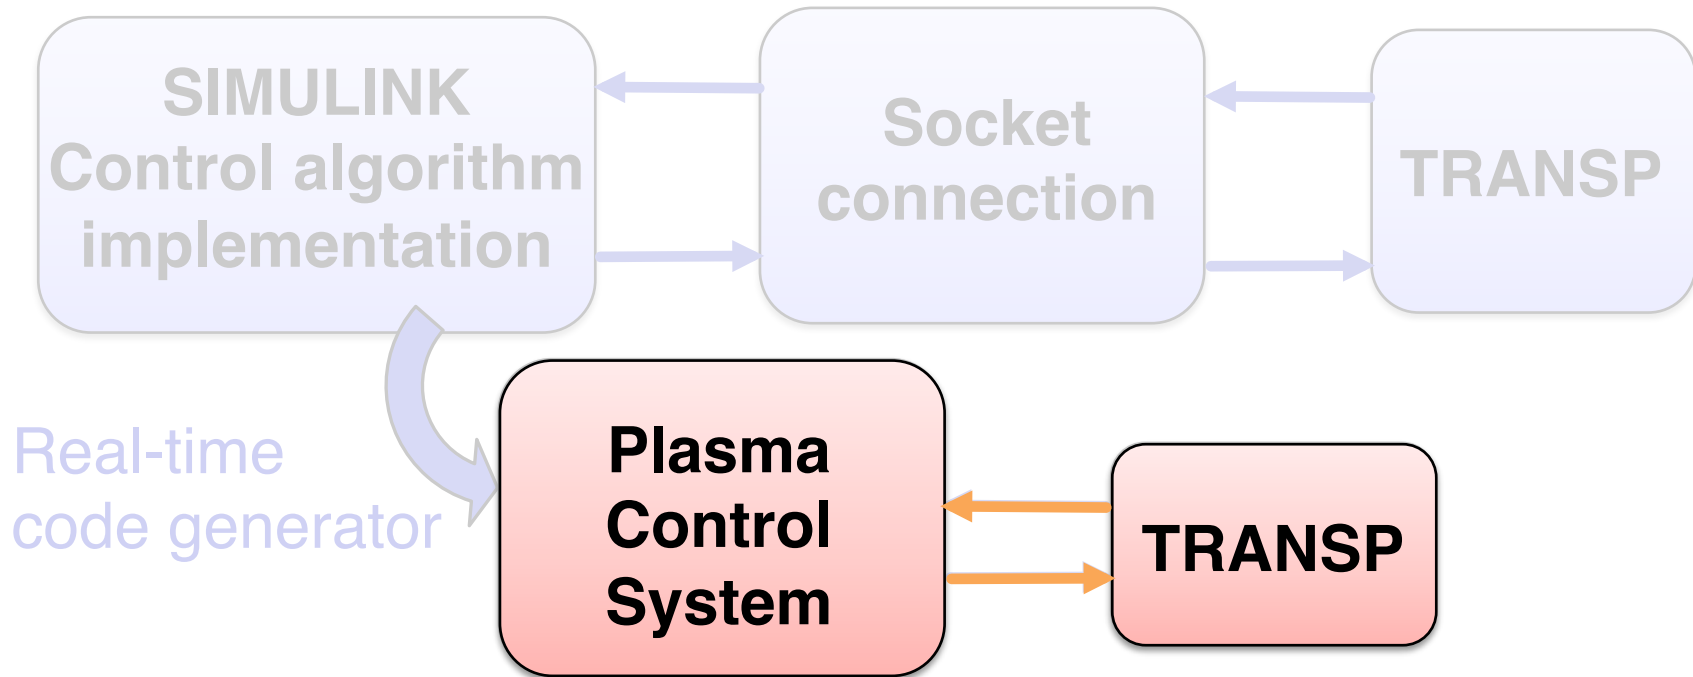 SIMULINK
Control algorithm
implementation
Socket
connection
TRANSP
Real-time
code generator
Plasma
Control
System
TRANSP